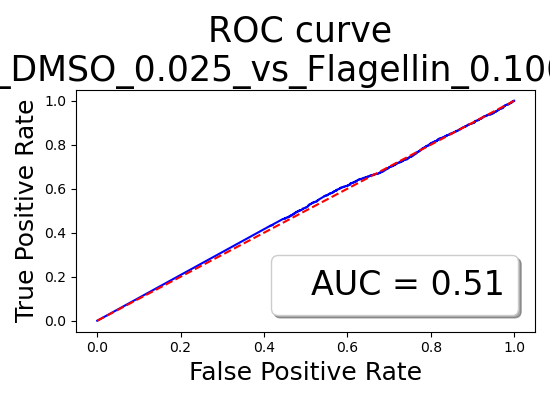 ROC curve
_DMSO_0.025_vs_Flagellin_0.100
True Positive Rate
1.0
0.8
0.6
0.4
0.2
0.0
AUC = 0.51
0.0 0.2 0.4 0.6 0.8 1.0
False Positive Rate